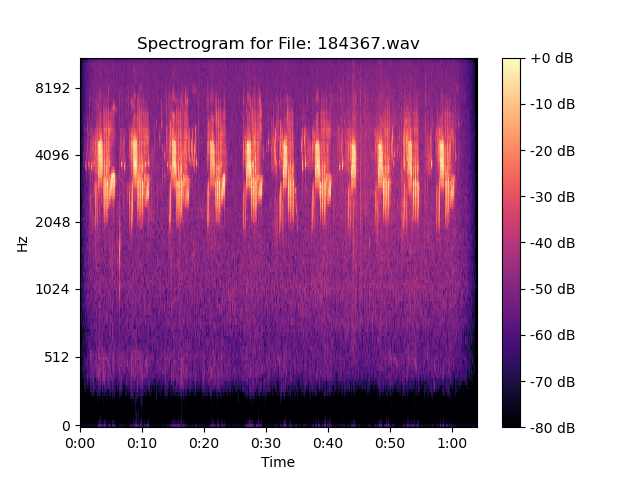 Spectrogram for File: 184367.wav
8192
4096
2048
1024
512
0
Hz
0:00
0:10
0:20
0:30
0:40
0:50
1:00
Time
+0 dB
-10 dB
-20 dB
-30 dB
-40 dB
-50 dB
-60 dB
-70 dB
-80 dB